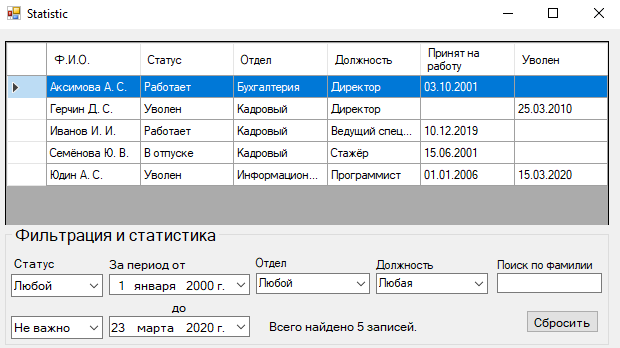 Statistic
Ф.И.О. Статус Отдел Должность Принят на работу Уволен
Аксимова А. С. Работает Бухгалтерия Директор 03.10.2001
Герчин Д. С. Уволен Кадровый Директор 25.03.2010
Иванов И. И. Работает Кадровый Ведущий спец... 10.12.2019
Семёнова Ю. В. В отпуске Кадровый Стажёр 15.06.2001
Юдин А. С. Уволен Информацион... Программист 01.01.2006 15.03.2020
Фильтрация и статистика
Статус За период от Отдел Должность Поиск по фамилии
Любой 1 января 2000 г. Любой Любая
до
Не важно 23 марта 2020 г. Всего найдено 5 записей. Сбросить